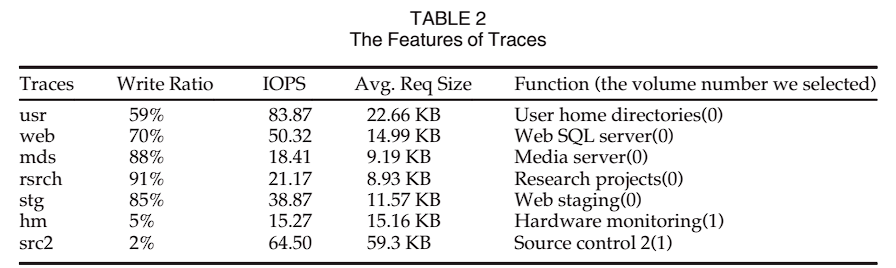 TABLE 2
The Features of Traces
Traces Write Ratio IOPS Avg. Req Size Function (the volume number we selected)
usr 59% 83.87 22.66 KB User home directories(0)
web 70% 50.32 14.99 KB Web SQL server(0)
mds 88% 18.41 9.19 KB Media server(0)
rsrch 91% 21.17 8.93 KB Research projects(0)
stg 85% 38.87 11.57 KB Web staging(0)
hm 5% 15.27 15.16 KB Hardware monitoring(1)
src2 2% 64.50 59.3 KB Source control 2(1)